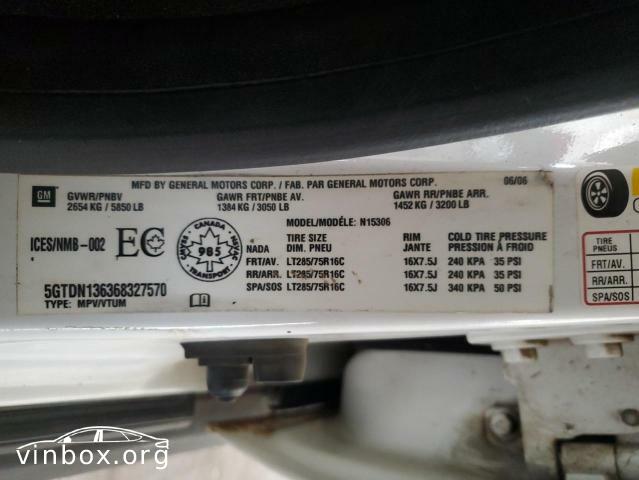 MFD BY GENERAL MOTORS CORP. / FAB. PAR GENERAL MOTORS CORP. 06/06
GM
GVWR/PNBV GAWR FRT/PNBE AV. GAWR RR/PNBE ARR.
2654 KG / 5850 LB 1384 KG / 3050 LB 1452 KG / 3200 LB
MODEL/MODÉLE: N15306
ICES/NMB-002 EC
CANADA
985
TRANSPORT
TIRE SIZE RIM COLD TIRE PRESSURE
NADA DIM. PNEU JANTE PRESSION À FROID
FRT/AV. LT285/75R16C 16X7.5J 240 KPA 35 PSI
RR/ARR. LT285/75R16C 16X7.5J 240 KPA 35 PSI
SPA/SOS LT285/75R16C 16X7.5J 340 KPA 50 PSI
5GTDN136368327570
TYPE: MPV/VTUM
TIRE
PNEU
FRT/AV.
RR/ARR.
SPA/SOS
vinbox.org